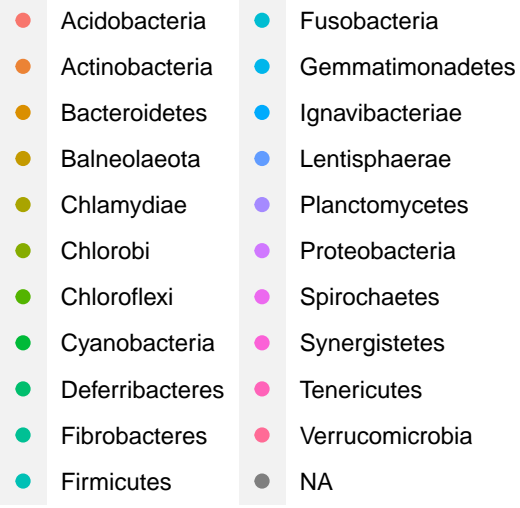 Acidobacteria
Actinobacteria
Bacteroidetes
Balneolaeota
Chlamydiae
Chlorobi
Chloroflexi
Cyanobacteria
Deferribacteres
Fibrobacteres
Firmicutes
Fusobacteria
Gemmatimonadetes
Ignavibacteriae
Lentisphaerae
Planctomycetes
Proteobacteria
Spirochaetes
Synergistetes
Tenericutes
Verrucomicrobia
NA